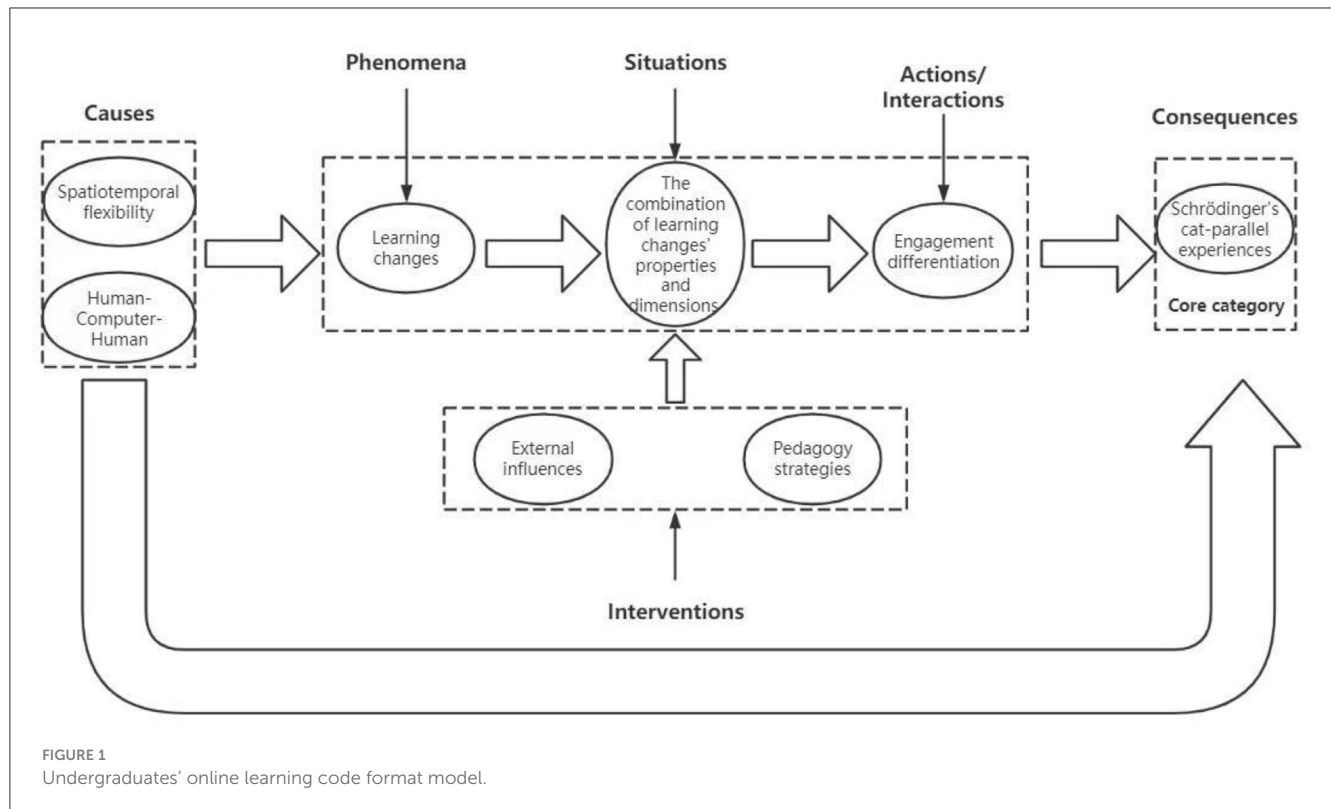 Causes
Spatiotemporal
flexibility
Human-
Computer-
Human
Phenomena
Learning
changes
Situations
The
combination
of learning
changes'
properties
and
dimensions
Actions/
Interactions
Engagement
differentiation
Consequences
Schrödinger's
cat-parallel
experiences
Core category
External
influences
Pedagogy
strategies
Interventions
FIGURE 1
Undergraduates' online learning code format model.